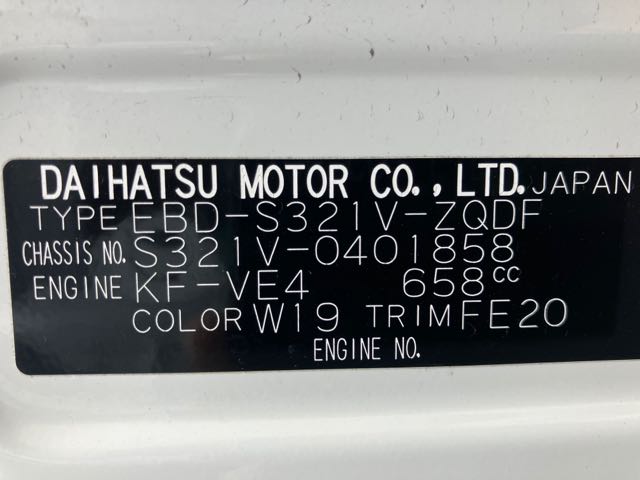 DAIHATSU MOTOR CO., LTD. JAPAN
TYPE EBD-S321V-ZQDF
CHASSIS NO. S321V-0401858
ENGINE KF-VE4 658cc
COLOR W19 TRIM FE20
ENGINE NO.